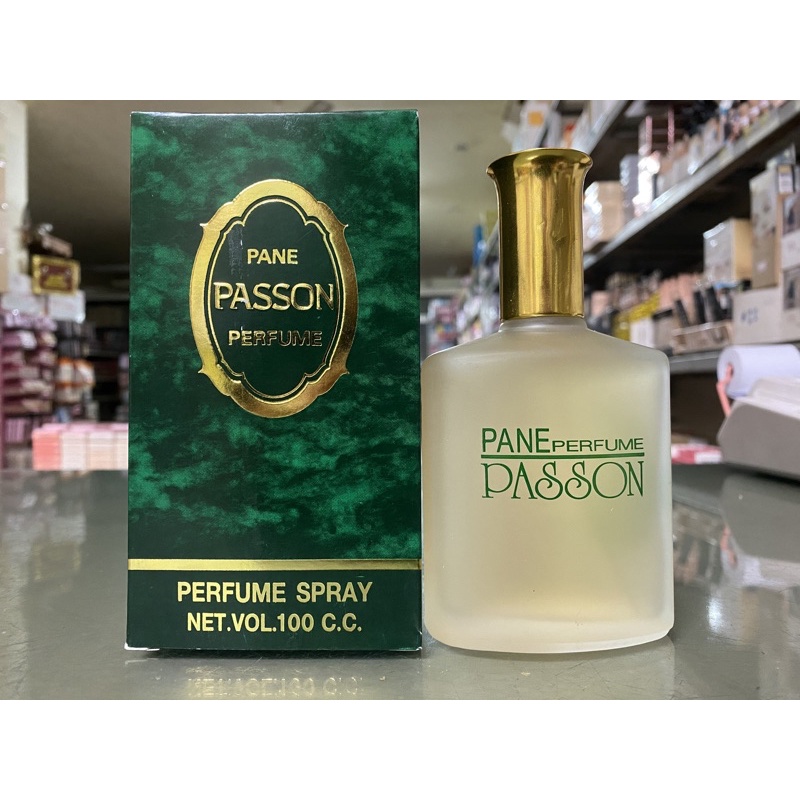 PANE
PASSON
PERFUME
PERFUME SPRAY
NET.VOL.100 C.C.
PANE PERFUME
PASSON